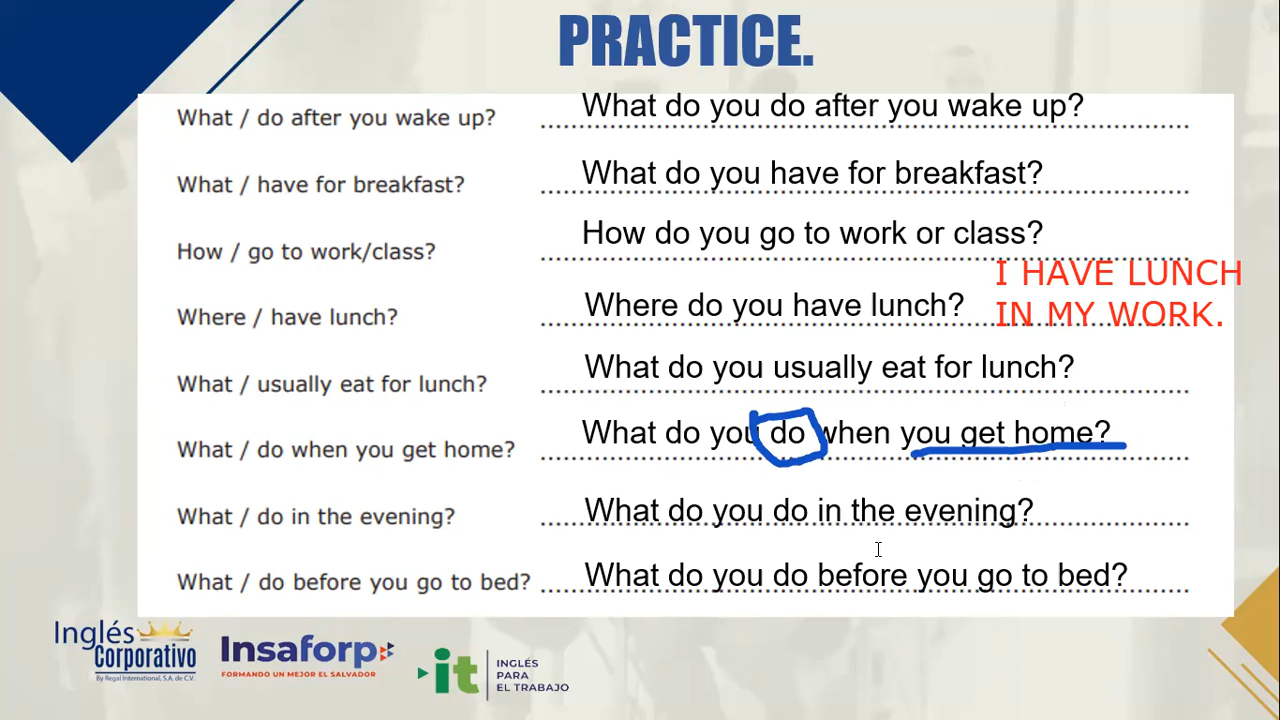 PRACTICE.
What / do after you wake up? What do you do after you wake up?
What / have for breakfast? What do you have for breakfast?
How / go to work/class? How do you go to work or class?
I HAVE LUNCH
Where / have lunch? Where do you have lunch? IN MY WORK.
What / usually eat for lunch? What do you usually eat for lunch?
What / do when you get home? What do you do when you get home?
What / do in the evening? What do you do in the evening?
What / do before you go to bed? What do you do before you go to bed?
Inglés
Corporativo
By Regal International, S.A. de C.V.
Insaforp
FORMANDO UN MEJOR EL SALVADOR
it
INGLÉS
PARA
EL TRABAJO